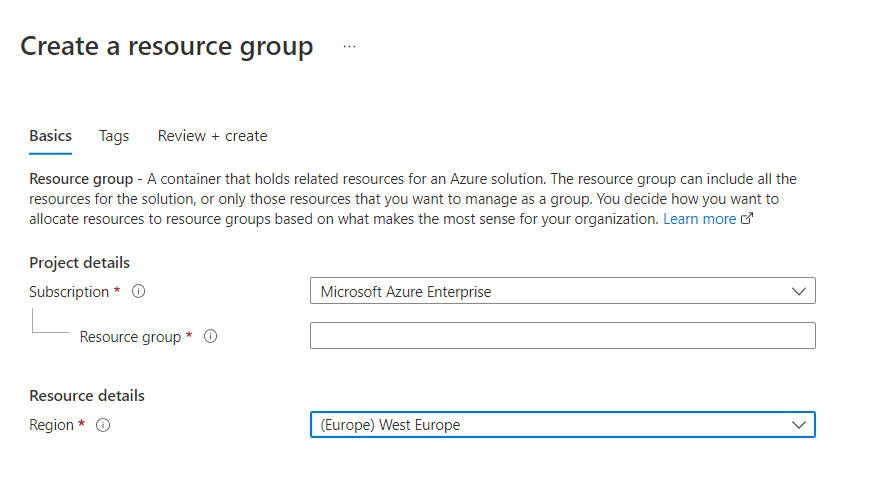 Create a resource group ...
Basics Tags Review + create
Resource group - A container that holds related resources for an Azure solution. The resource group can include all the
resources for the solution, or only those resources that you want to manage as a group. You decide how you want to
allocate resources to resource groups based on what makes the most sense for your organization. Learn more
Project details
Subscription * Microsoft Azure Enterprise
Resource group *
Resource details
Region * (Europe) West Europe